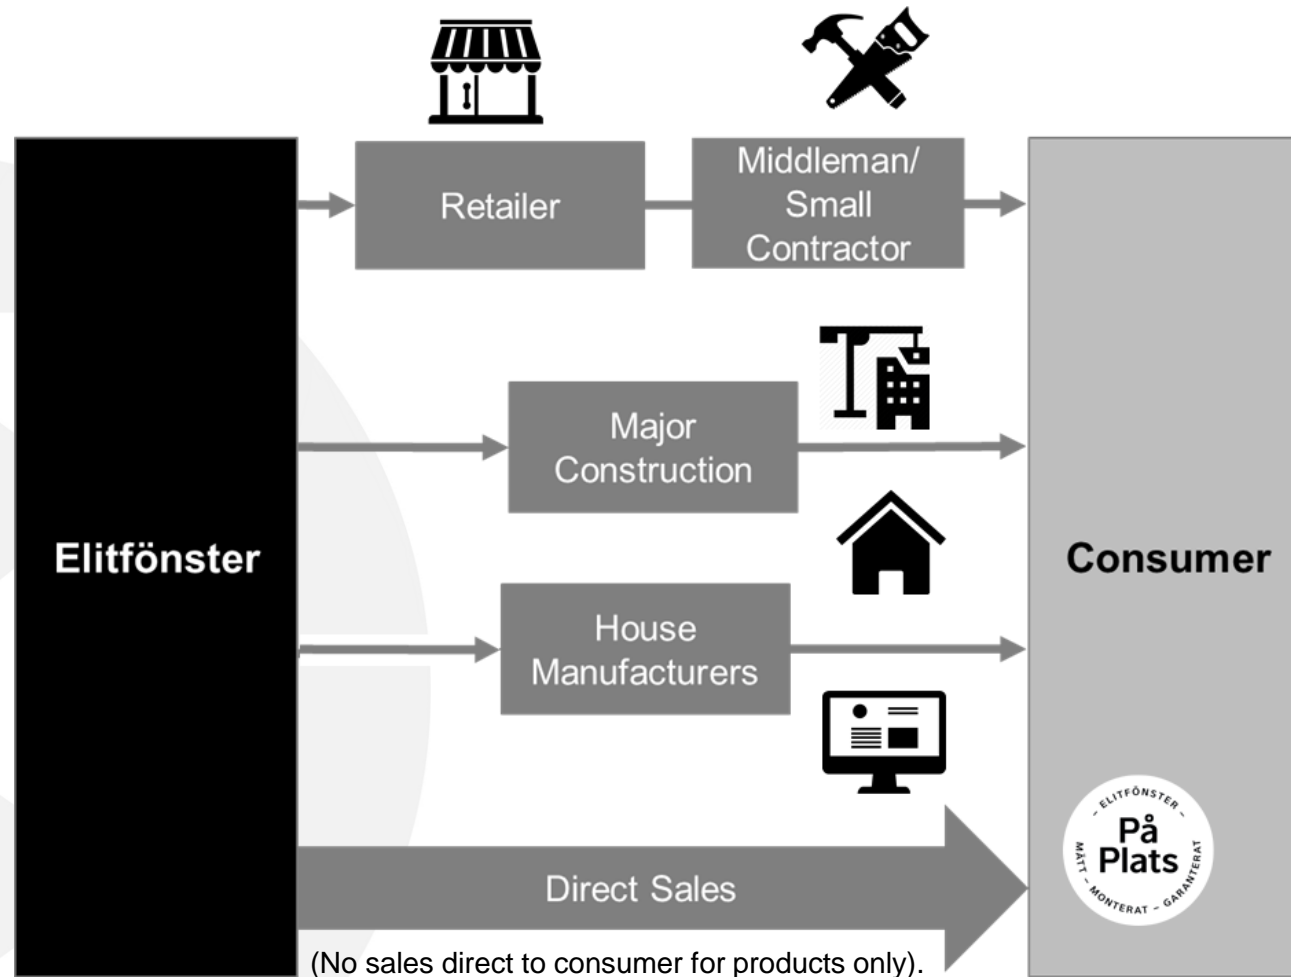 Retailer
Middleman/
Small
Contractor
Major
Construction
Elitfönster
Consumer
House
Manufacturers
– ELITFÖNSTER –
På
Plats
MÄTT – MONTERAT – GARANTERAT
Direct Sales
(No sales direct to consumer for products only).